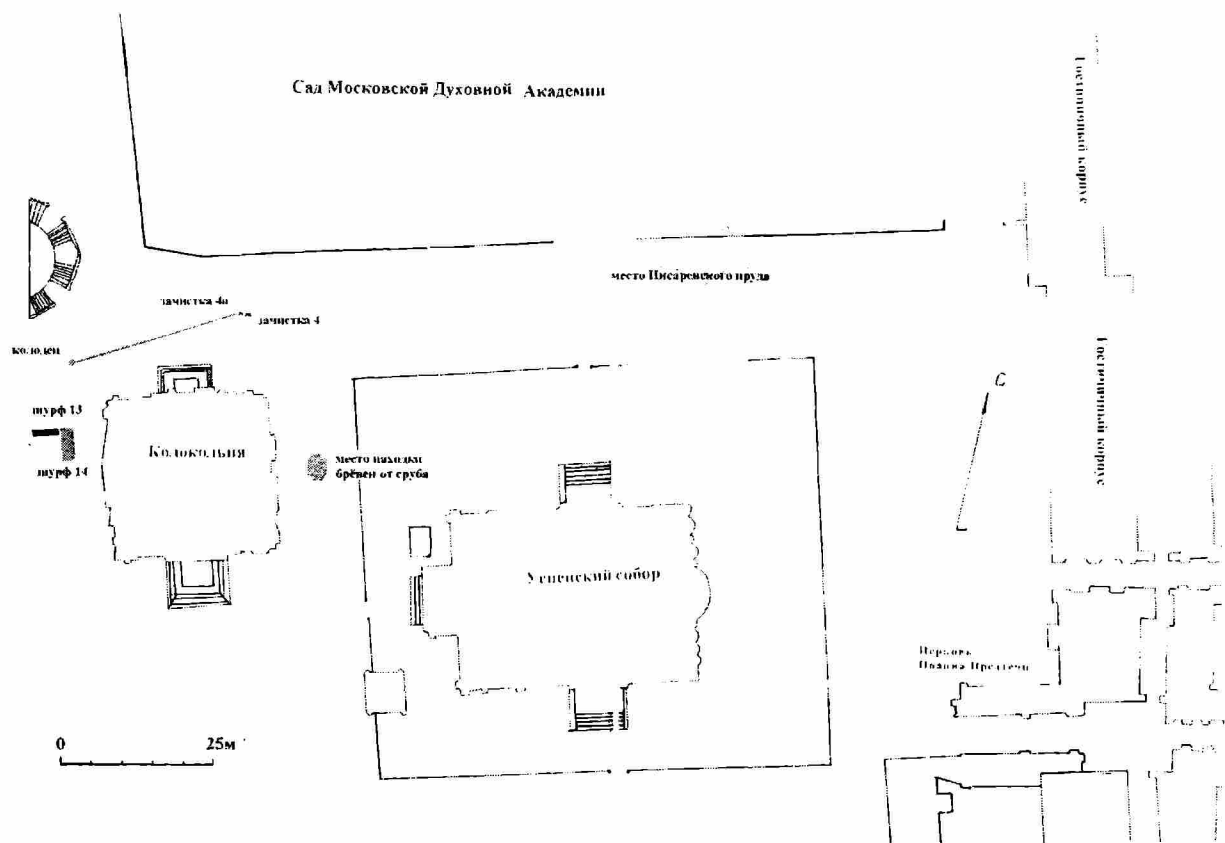 Сад Московской Духовной Академии
место Писаревского пруда
зачистка 4а
зачистка 4
колодец
шурф 13
шурф 14
Колокольня
место находки
брёвен от сруба
С
Успенский собор
Церковь
Иоанна Предтечи
0 25м